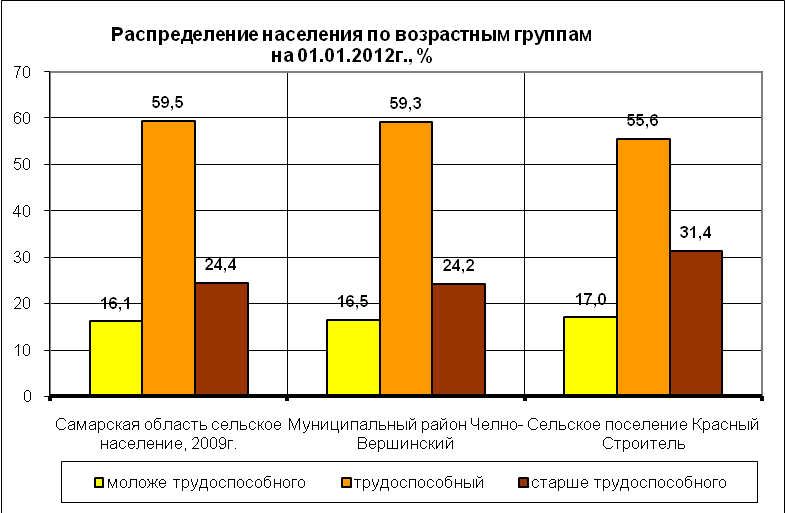 Распределение населения по возрастным группам
на 01.01.2012г., %
70
60
50
40
30
20
10
0
59,5
59,3
55,6
24,4
24,2
31,4
16,1
16,5
17,0
Самарская область сельское население, 2009г.
Муниципальный район Челно-Вершинский
Сельское поселение Красный Строитель
моложе трудоспособного
трудоспособный
старше трудоспособного